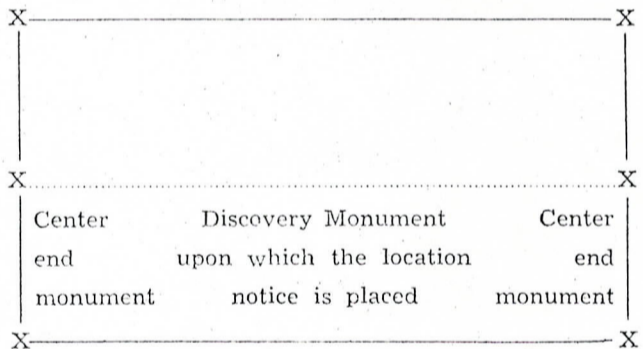 X X
X X
Center Discovery Monument Center
end upon which the location end
monument notice is placed monument
X X